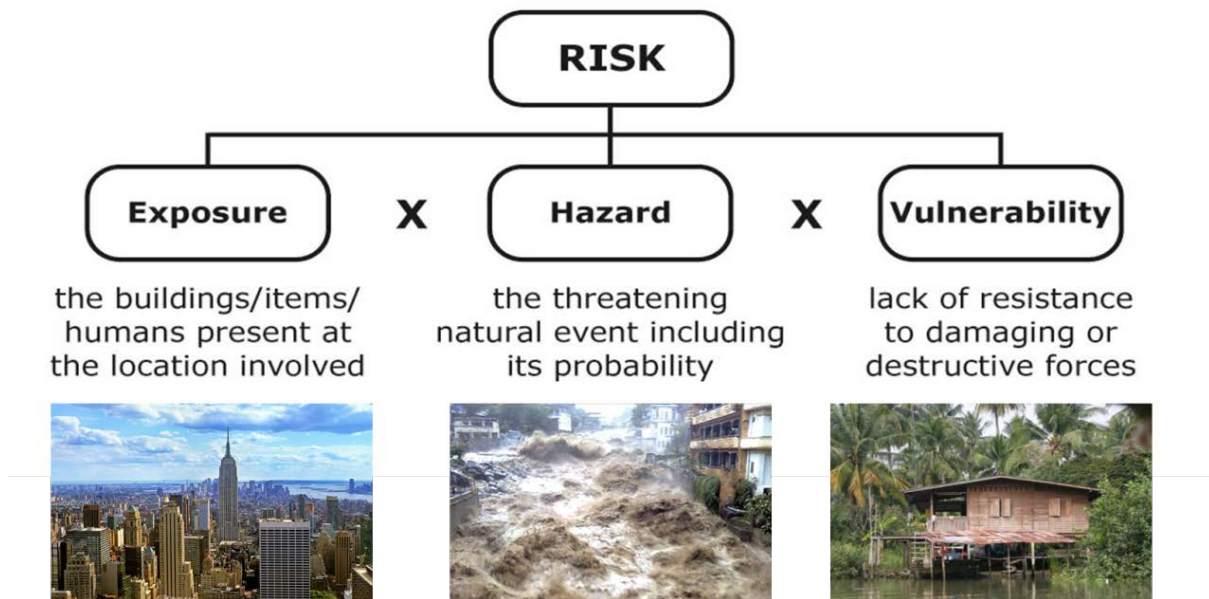 RISK
Exposure X Hazard X Vulnerability
the buildings/items/
humans present at
the location involved
the threatening
natural event including
its probability
lack of resistance
to damaging or
destructive forces